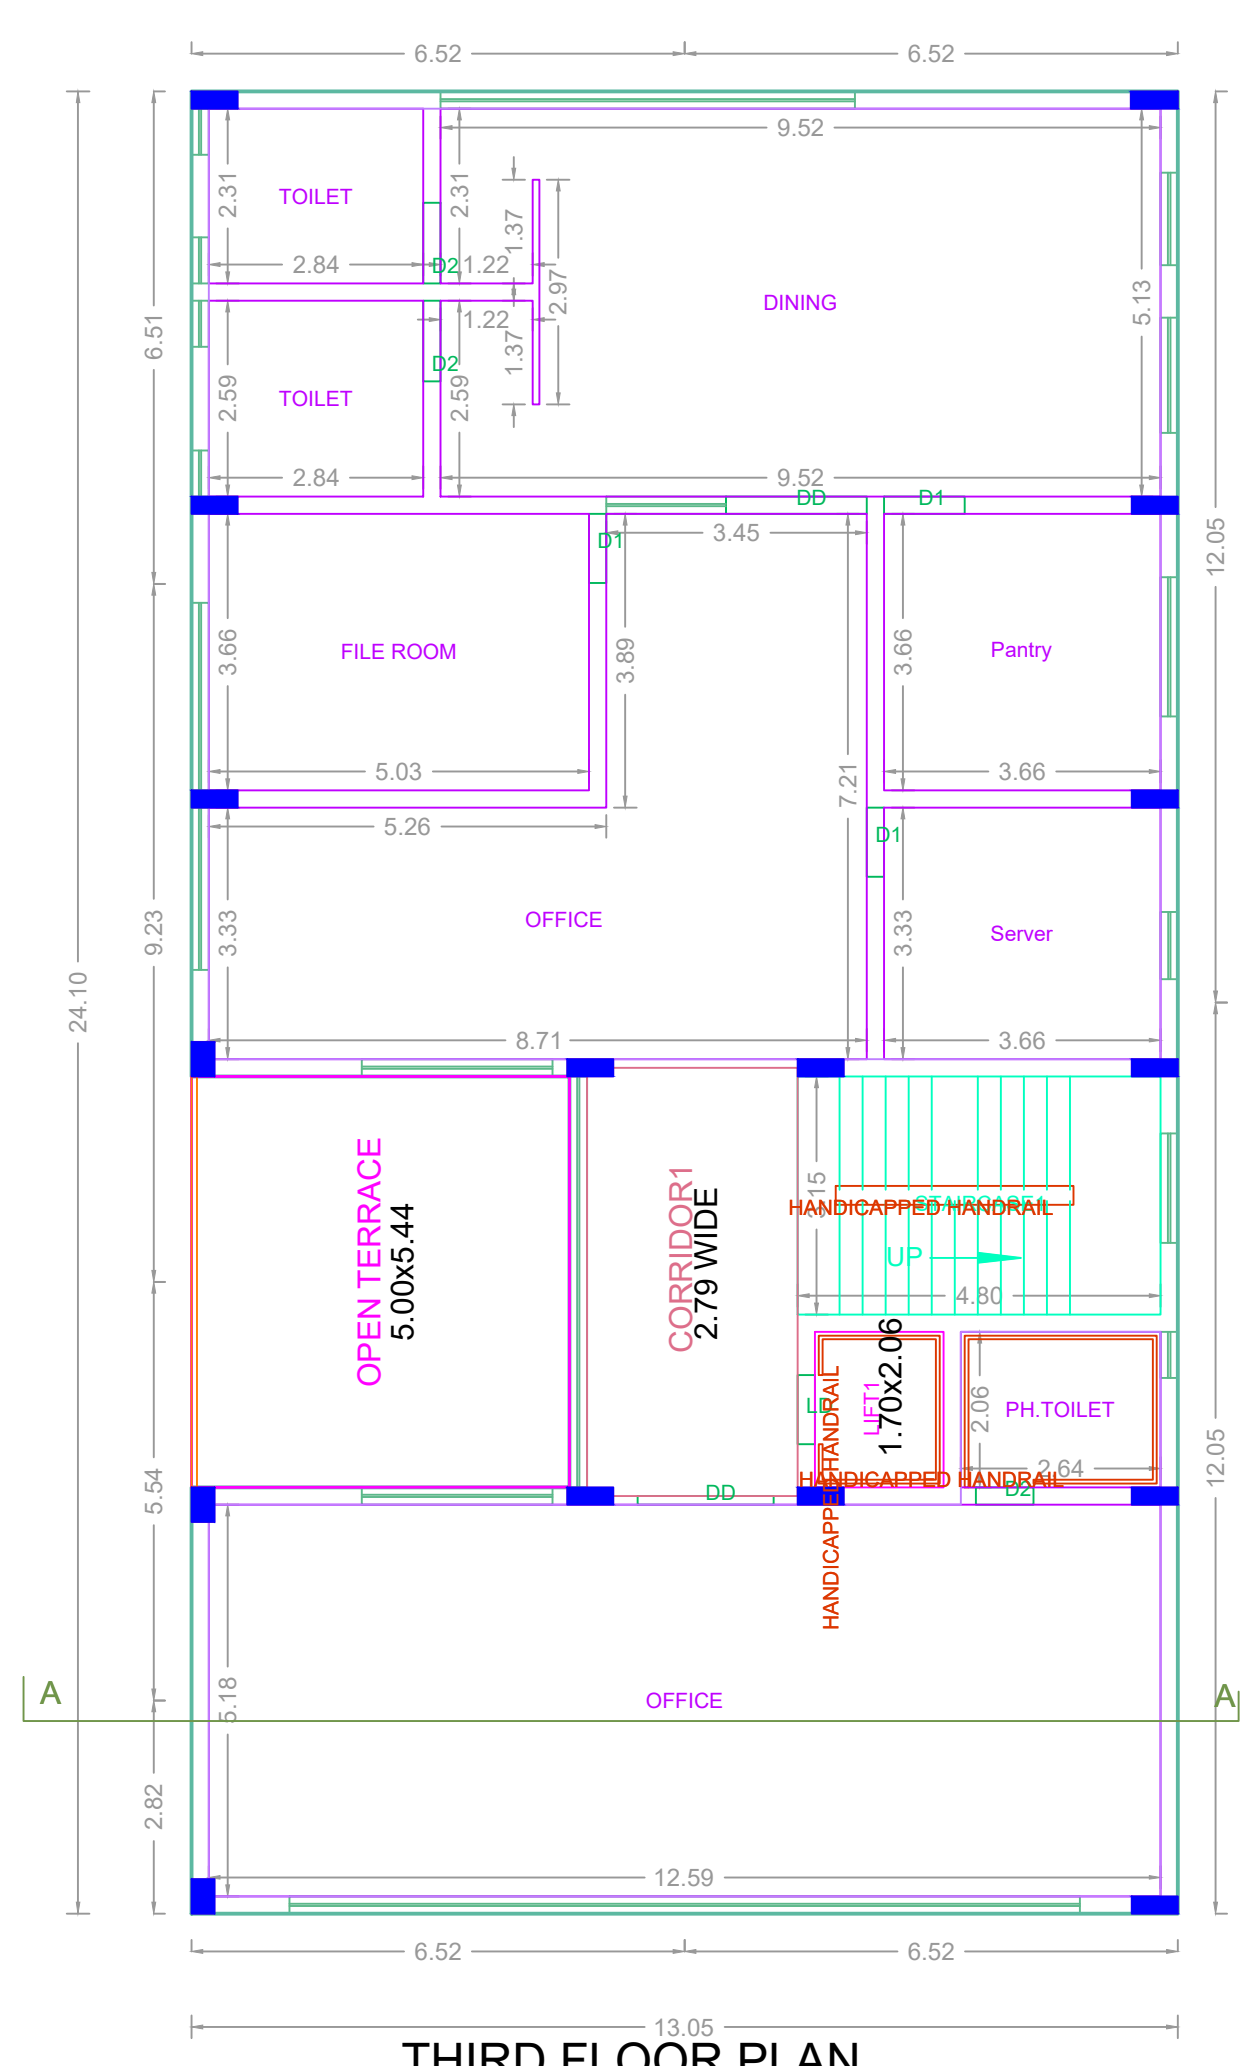 6.52
6.52
9.52
2.31
TOILET
2.31
1.37
2.84
D2
1.22
2.97
DINING
5.13
1.22
6.51
1.37
D2
2.59
TOILET
2.59
2.84
9.52
DD
D1
12.05
D1
3.45
3.66
FILE ROOM
3.89
3.66
Pantry
5.03
7.21
3.66
5.26
D1
9.23
3.33
OFFICE
3.33
Server
24.10
8.71
3.66
OPEN TERRACE
5.00x5.44
CORRIDOR1
2.79 WIDE
STAIRCASE1
HANDICAPPED HANDRAIL
UP
4.80
LIFT1
1.70x2.06
2.06
PH.TOILET
HANDICAPPED HANDRAIL
2.64
HANDICAPPED HANDRAIL
DD
D2
5.54
12.05
A
A
5.18
OFFICE
2.82
12.59
6.52
6.52
13.05
THIRD FLOOR PLAN